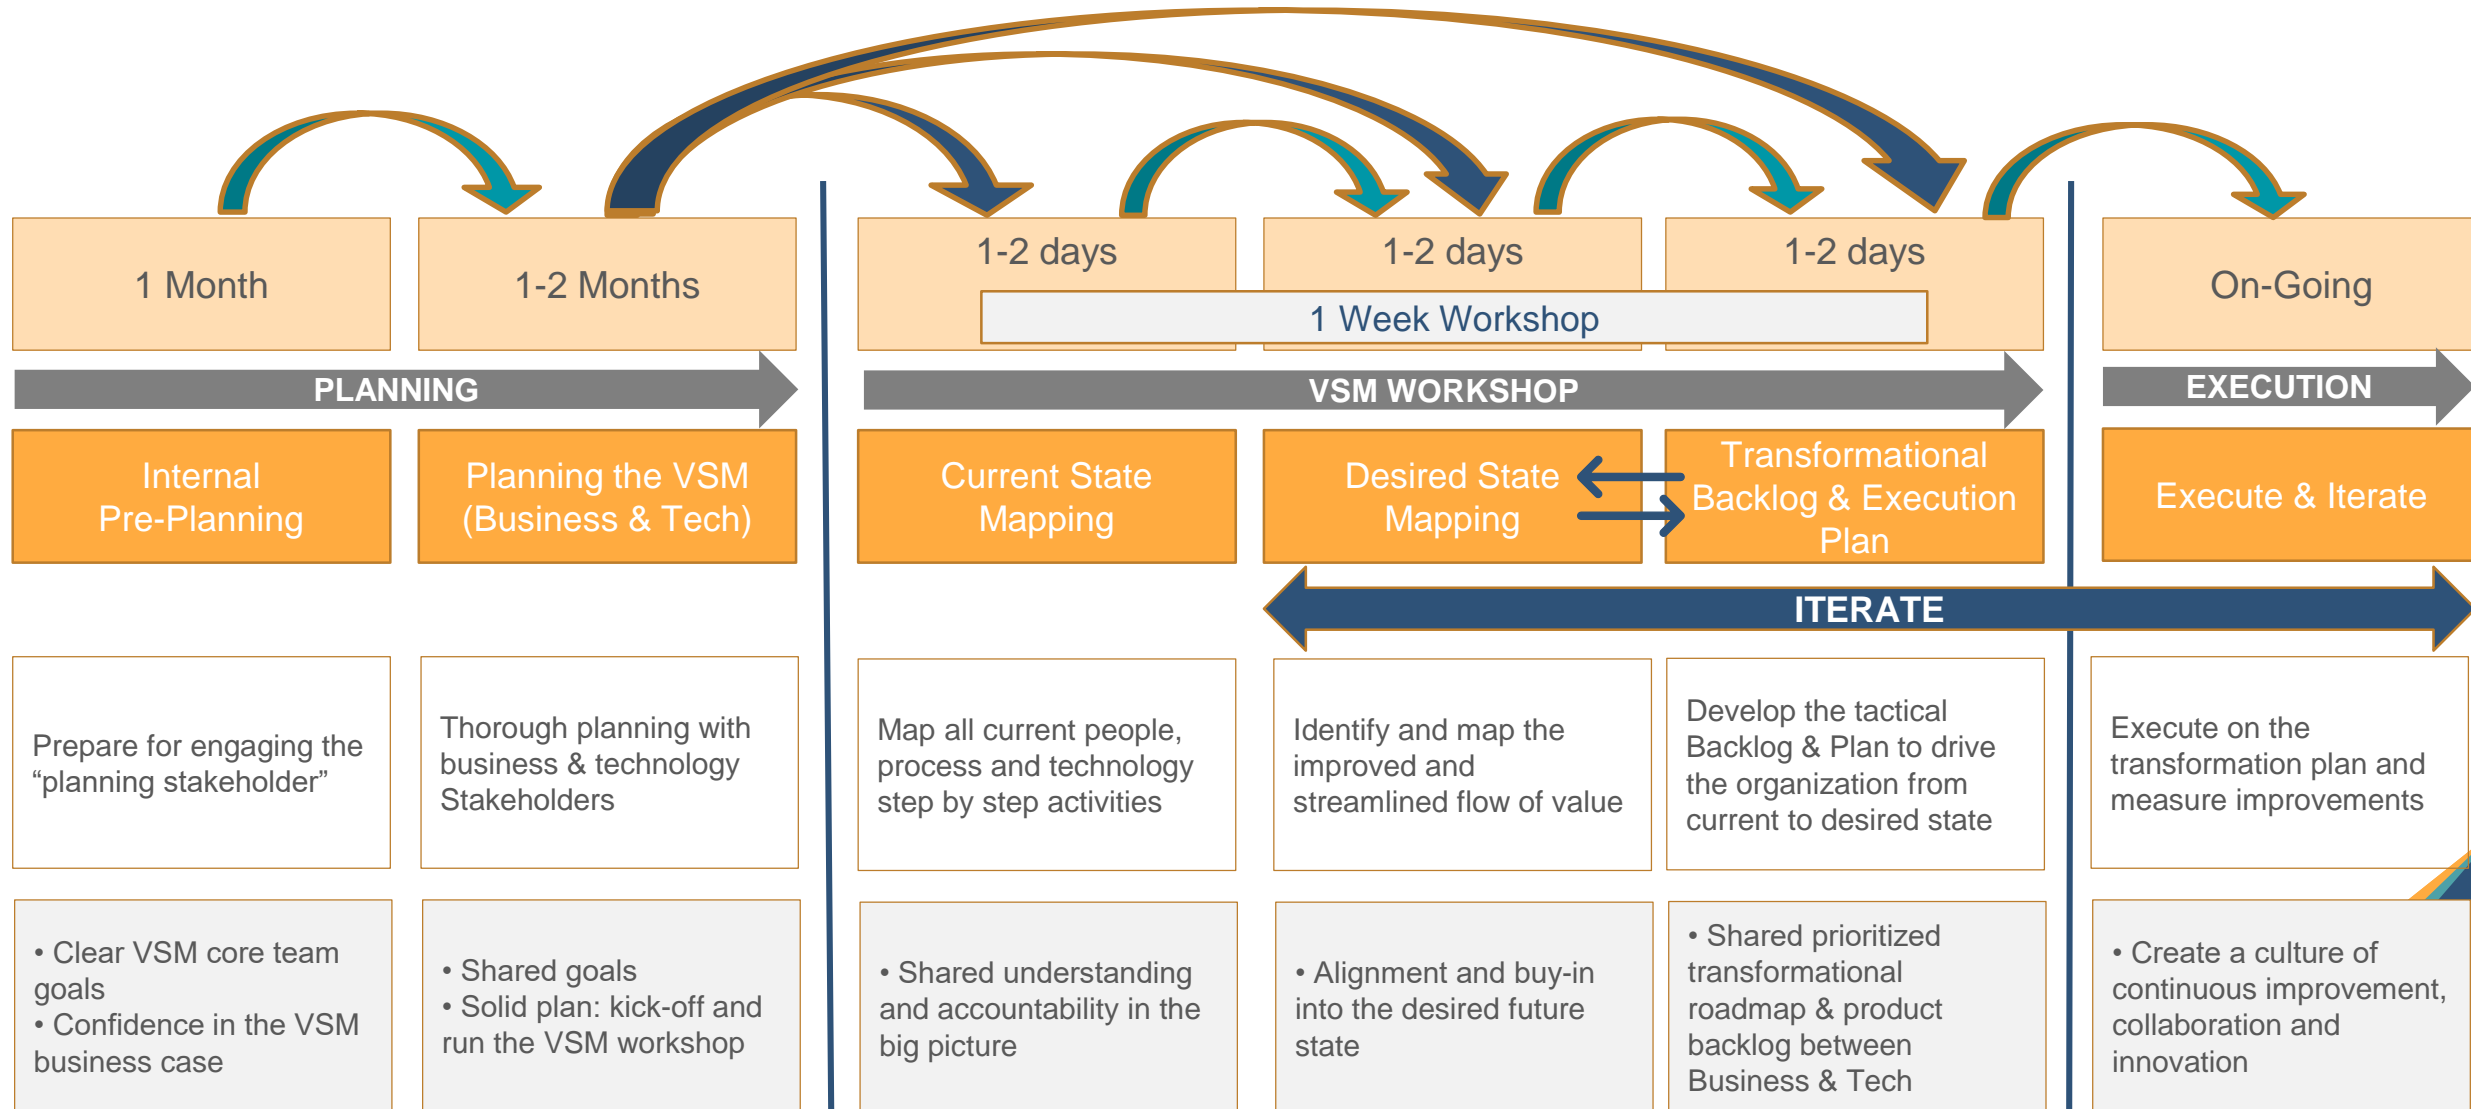 1 Month
1-2 Months
1-2 days
1-2 days
1-2 days
1 Week Workshop
On-Going
PLANNING
VSM WORKSHOP
EXECUTION
Internal
Pre-Planning
Planning the VSM
(Business & Tech)
Current State
Mapping
Desired State
Mapping
Transformational
Backlog & Execution
Plan
Execute & Iterate
ITERATE
Prepare for engaging the
“planning stakeholder”
Thorough planning with
business & technology
Stakeholders
Map all current people,
process and technology
step by step activities
Identify and map the
improved and
streamlined flow of value
Develop the tactical
Backlog & Plan to drive
the organization from
current to desired state
Execute on the
transformation plan and
measure improvements
• Clear VSM core team
goals
• Confidence in the VSM
business case
• Shared goals
• Solid plan: kick-off and
run the VSM workshop
• Shared understanding
and accountability in the
big picture
• Alignment and buy-in
into the desired future
state
• Shared prioritized
transformational
roadmap & product
backlog between
Business & Tech
• Create a culture of
continuous improvement,
collaboration and
innovation